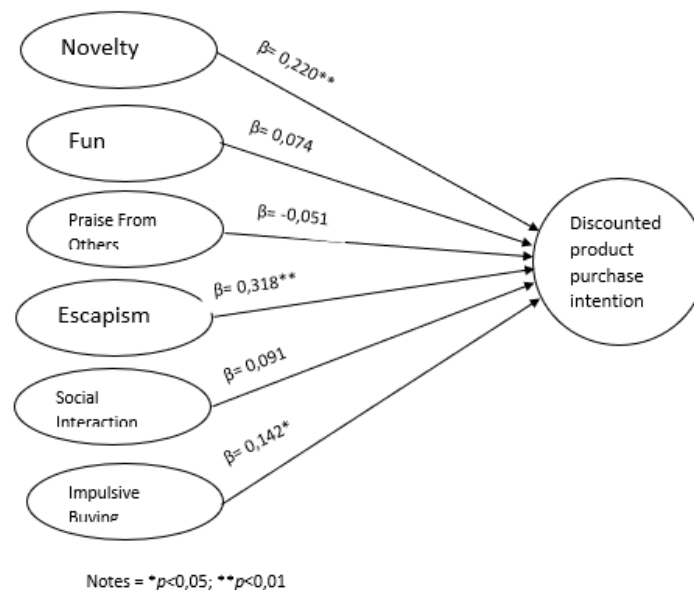 Novelty
β= 0,220**
Fun
β= 0,074
Praise From
Others
β= -0,051
Escapism
β= 0,318**
Social
Interaction
β= 0,091
Impulsive
Buying
β= 0,142*
Discounted
product
purchase
intention
Notes = *p<0,05; **p<0,01